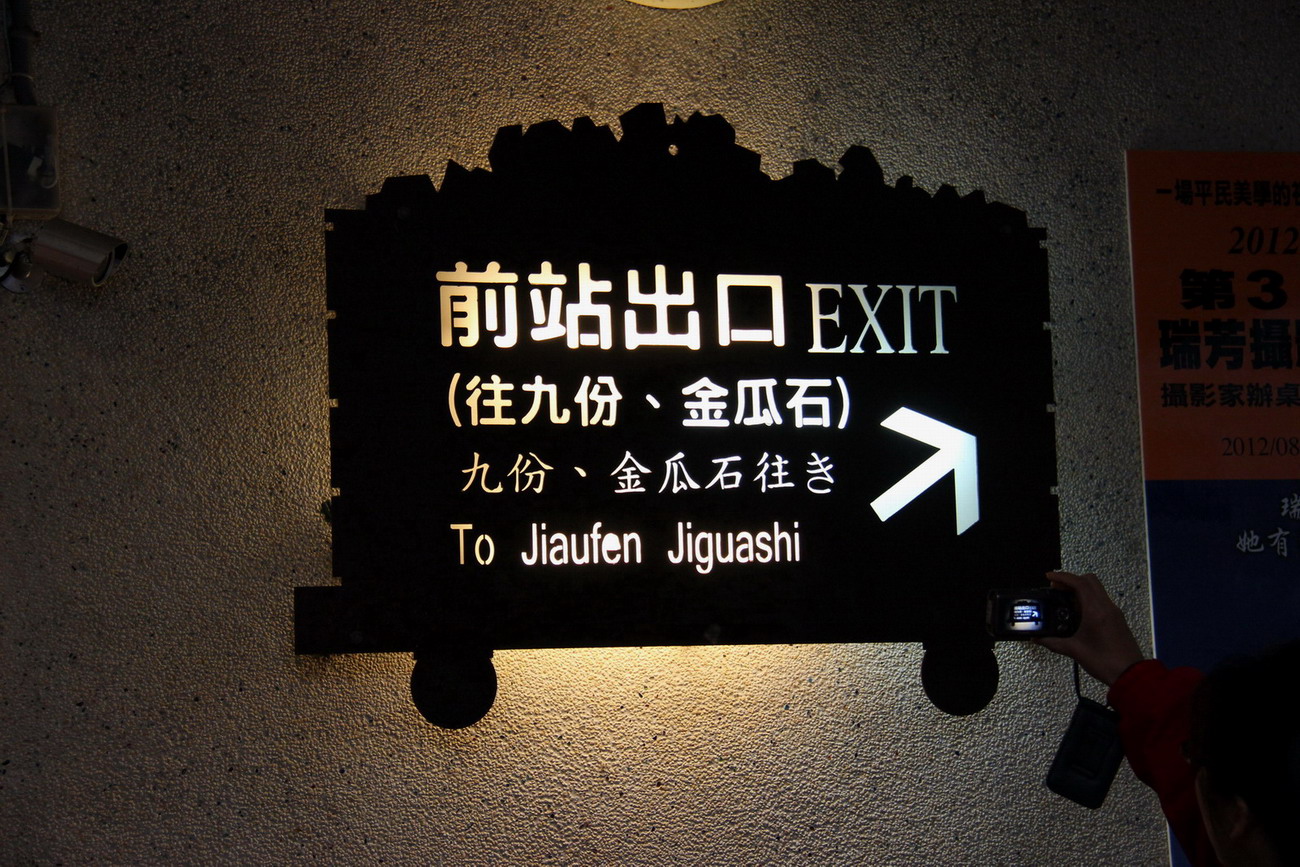 前站出口 EXIT
(往九份、金瓜石)
九份、金瓜石往き
To Jiaufen Jiguashi
一場平民美學的
2012
第3
瑞芳攝
攝影家辦桌
2012/08
瑞
她有